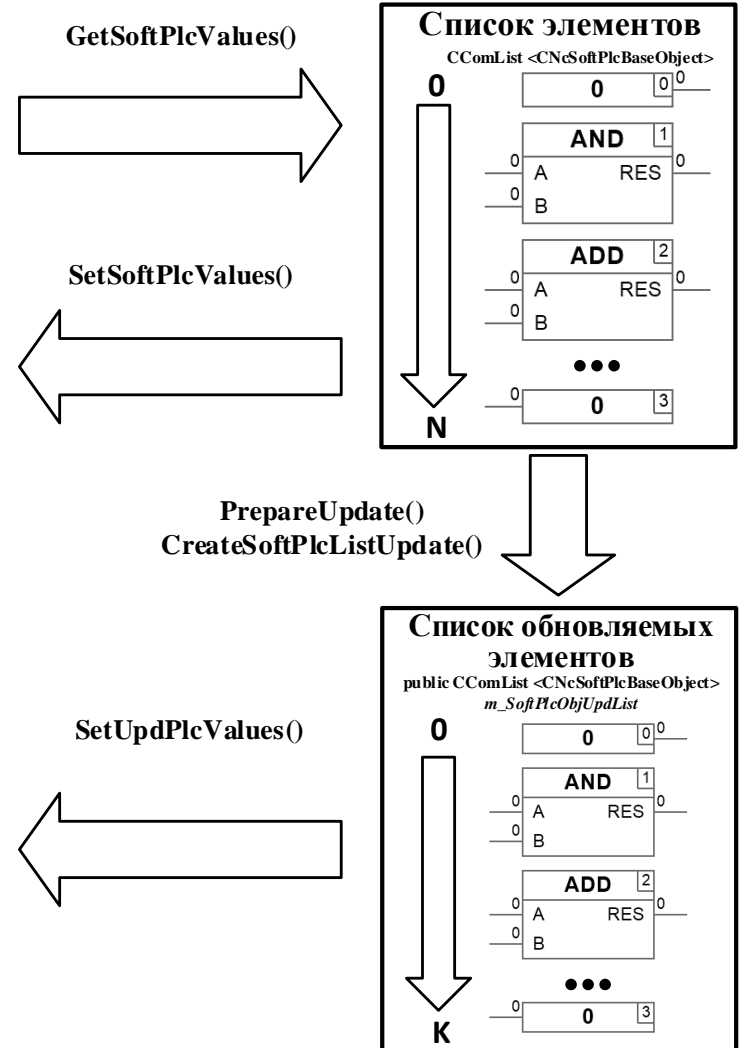 GetSoftPlcValues()
Список элементов
CComList <CNcSoftPlcBaseObject>
0
0 0 0
AND 1
0 A RES 0
0 B
ADD 2
0 A RES 0
0 B
•••
0 0 3
N
SetSoftPlcValues()
PrepareUpdate()
CreateSoftPlcListUpdate()
Список обновляемых
элементов
public CComList <CNcSoftPlcBaseObject>
m_SoftPlcObjUpdList
0
0 0 0
AND 1
0 A RES 0
0 B
ADD 2
0 A RES 0
0 B
•••
0 0 3
K
SetUpdPlcValues()